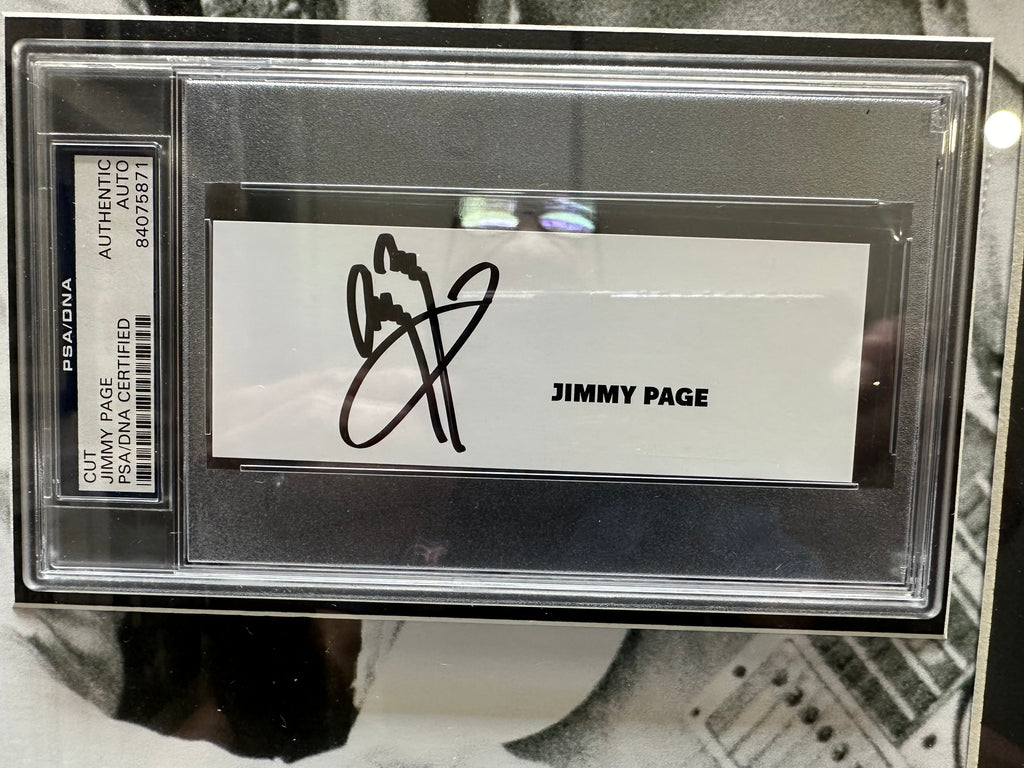 PSA/DNA
CUT
JIMMY PAGE
PSA/DNA CERTIFIED
AUTHENTIC
AUTO
84075871
JIMMY PAGE